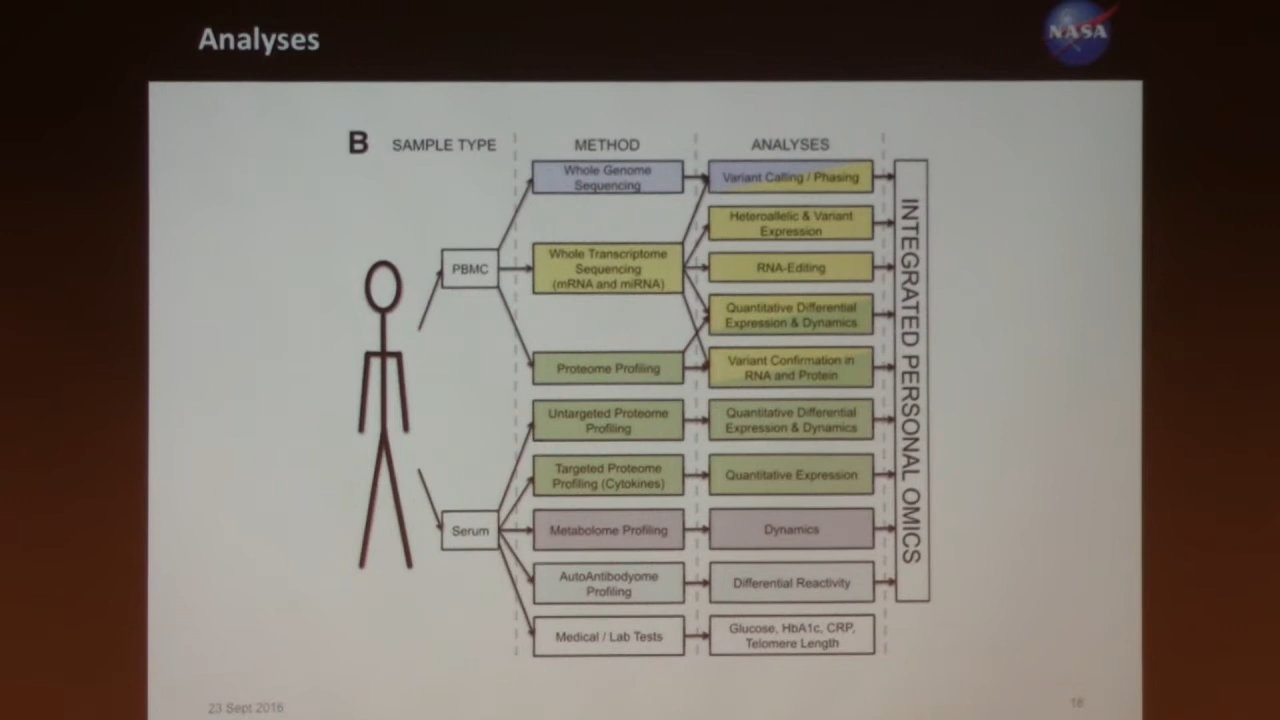 Analyses
NASA
B
SAMPLE TYPE
METHOD
ANALYSES
Whole Genome
Sequencing
Variant Calling / Phasing
Heteroallelic & Variant
Expression
PBMC
Whole Transcriptome
Sequencing
(mRNA and miRNA)
RNA-Editing
Quantitative Differential
Expression & Dynamics
Proteome Profiling
Variant Confirmation in
RNA and Protein
Untargeted Proteome
Profiling
Quantitative Differential
Expression & Dynamics
Targeted Proteome
Profiling (Cytokines)
Quantitative Expression
Serum
Metabolome Profiling
Dynamics
AutoAntibodyome
Profiling
Differential Reactivity
Medical / Lab Tests
Glucose, HbA1c, CRP,
Telomere Length
INTEGRATED PERSONAL OMICS
23 Sept 2016
18